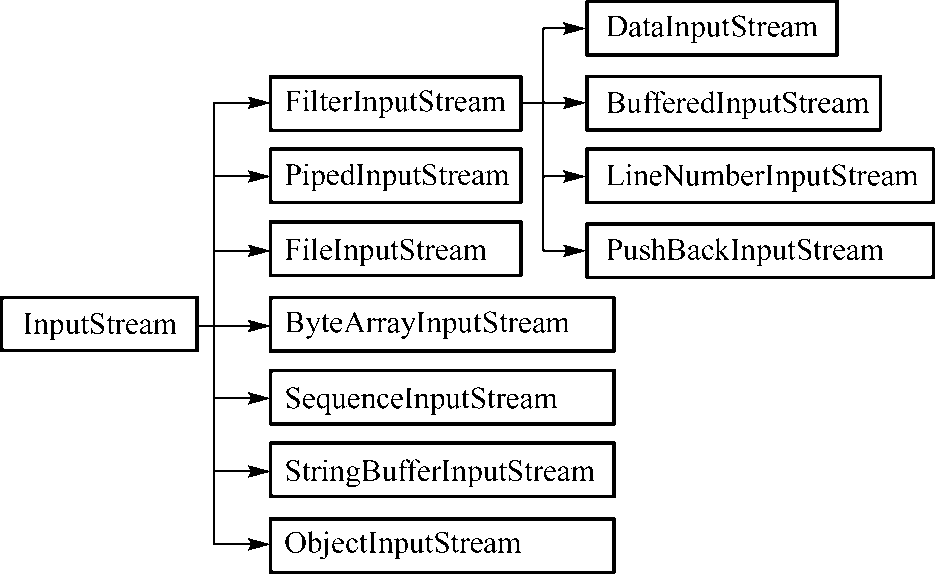 InputStream
FilterInputStream
PipedInputStream
FileInputStream
ByteArrayInputStream
SequenceInputStream
StringBufferInputStream
ObjectInputStream
DataInputStream
BufferedInputStream
LineNumberInputStream
PushBackInputStream